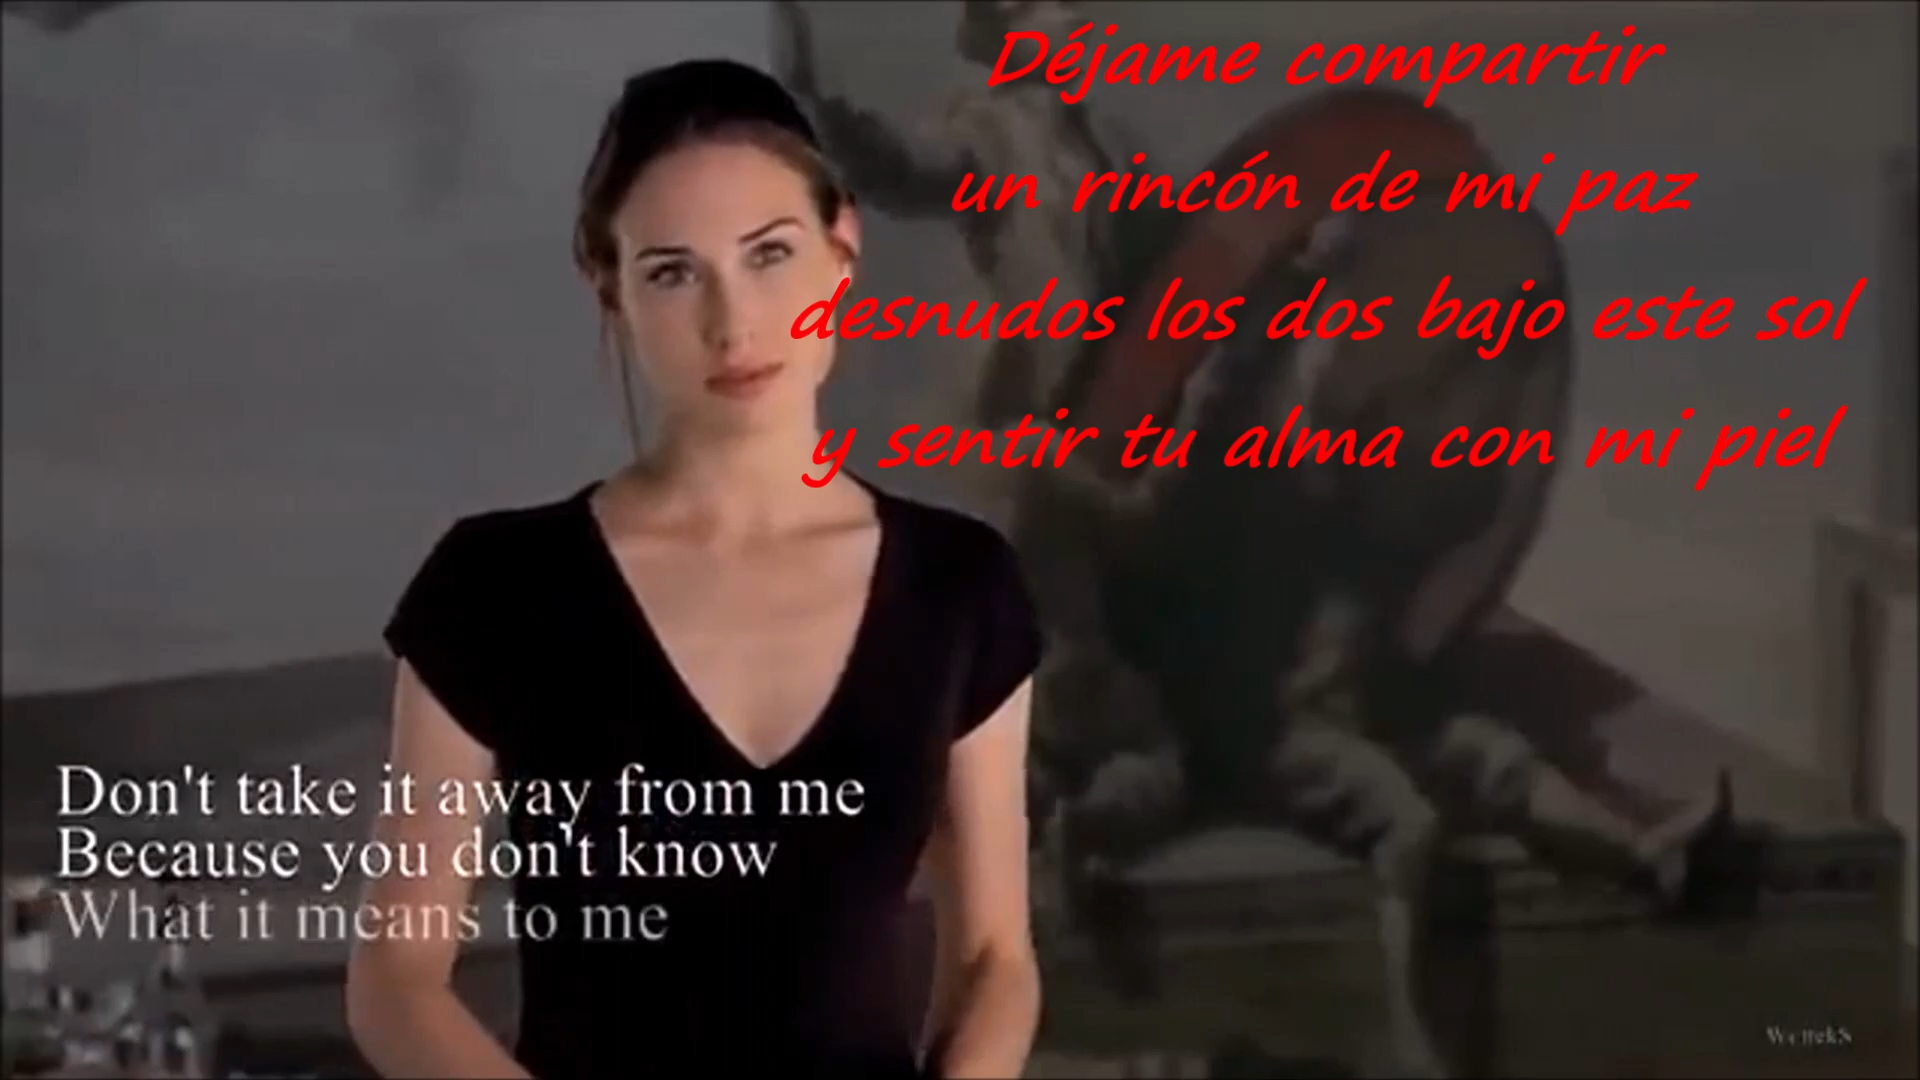 Déjame compartir
un rincón de mi paz
desnudos los dos bajo este sol
y sentir tu alma con mi piel
Don't take it away from me
Because you don't know
What it means to me